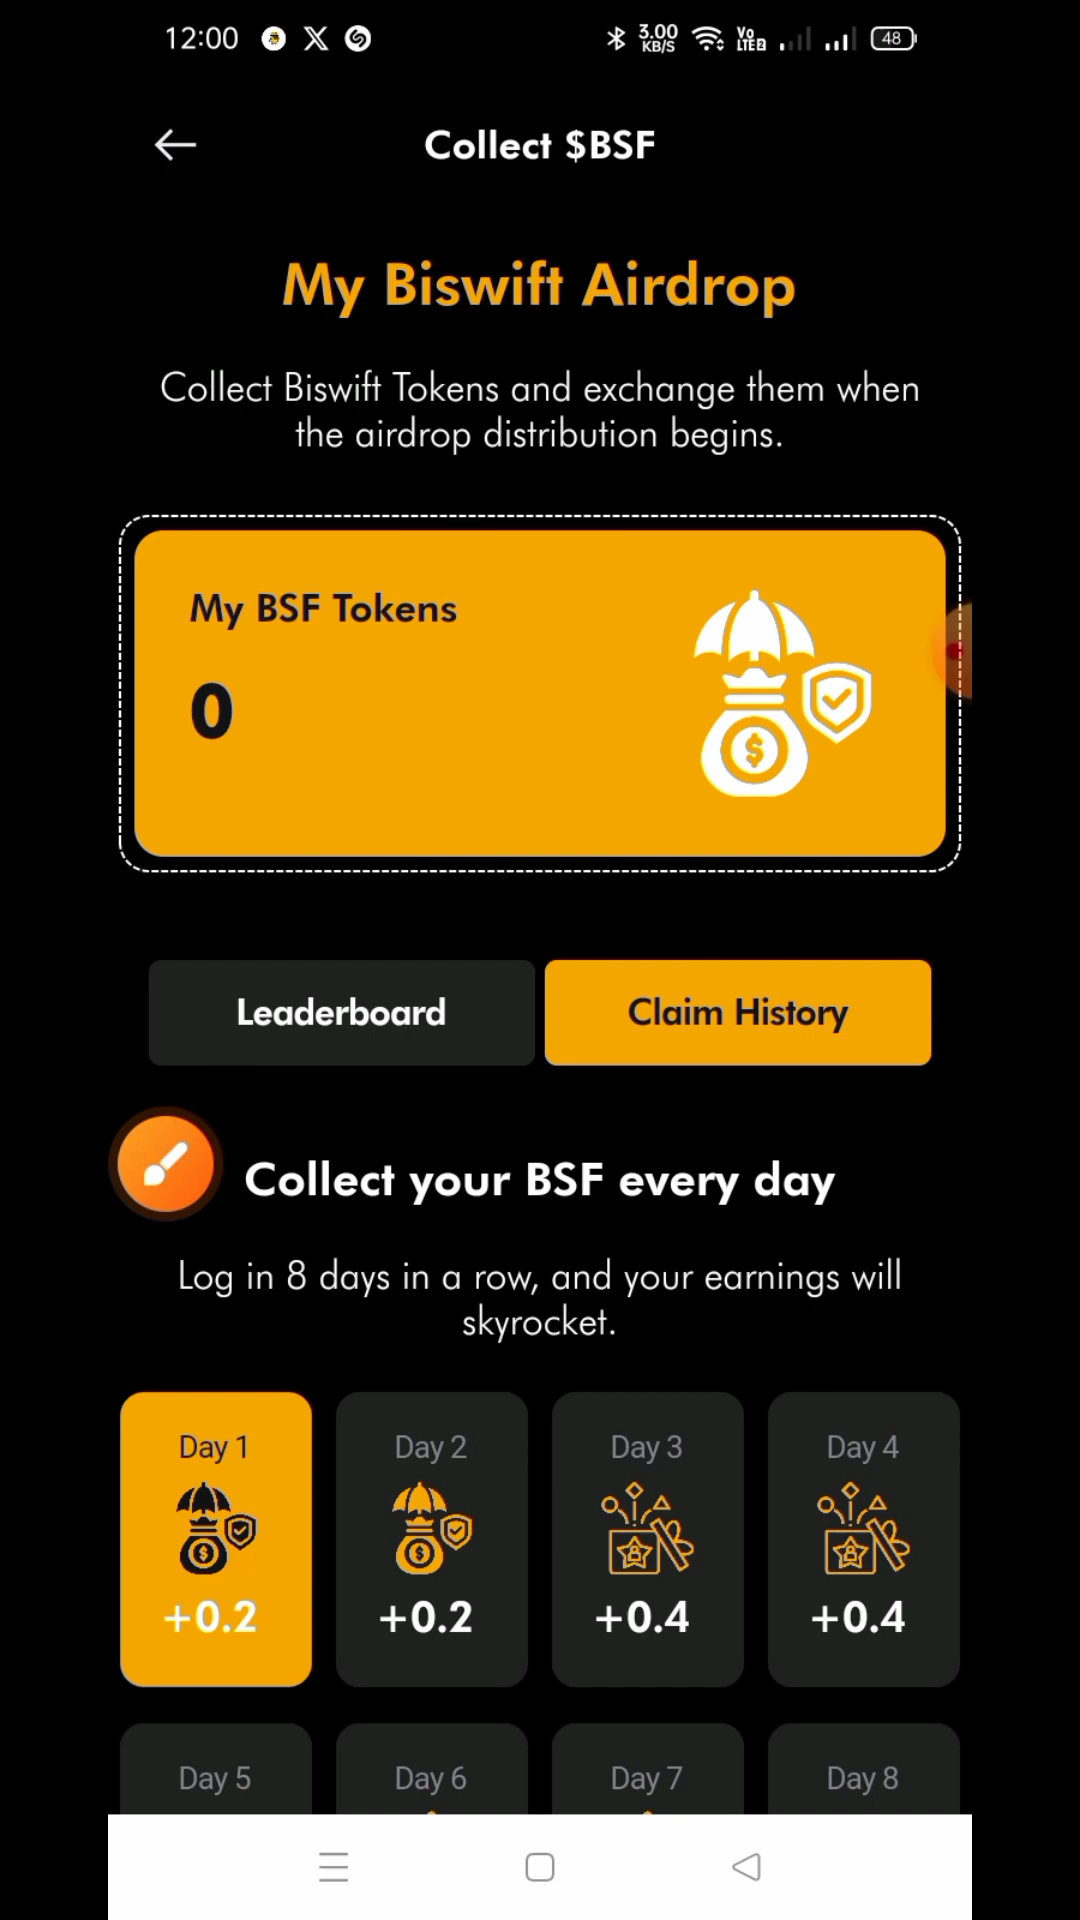 12:00 3.00 KB/S Vo LTE 2 48
Collect $BSF
My Biswift Airdrop
Collect Biswift Tokens and exchange them when
the airdrop distribution begins.
My BSF Tokens
0
$
Leaderboard Claim History
Collect your BSF every day
Log in 8 days in a row, and your earnings will
skyrocket.
Day 1 Day 2 Day 3 Day 4
$ $
+0.2 +0.2 +0.4 +0.4
Day 5 Day 6 Day 7 Day 8